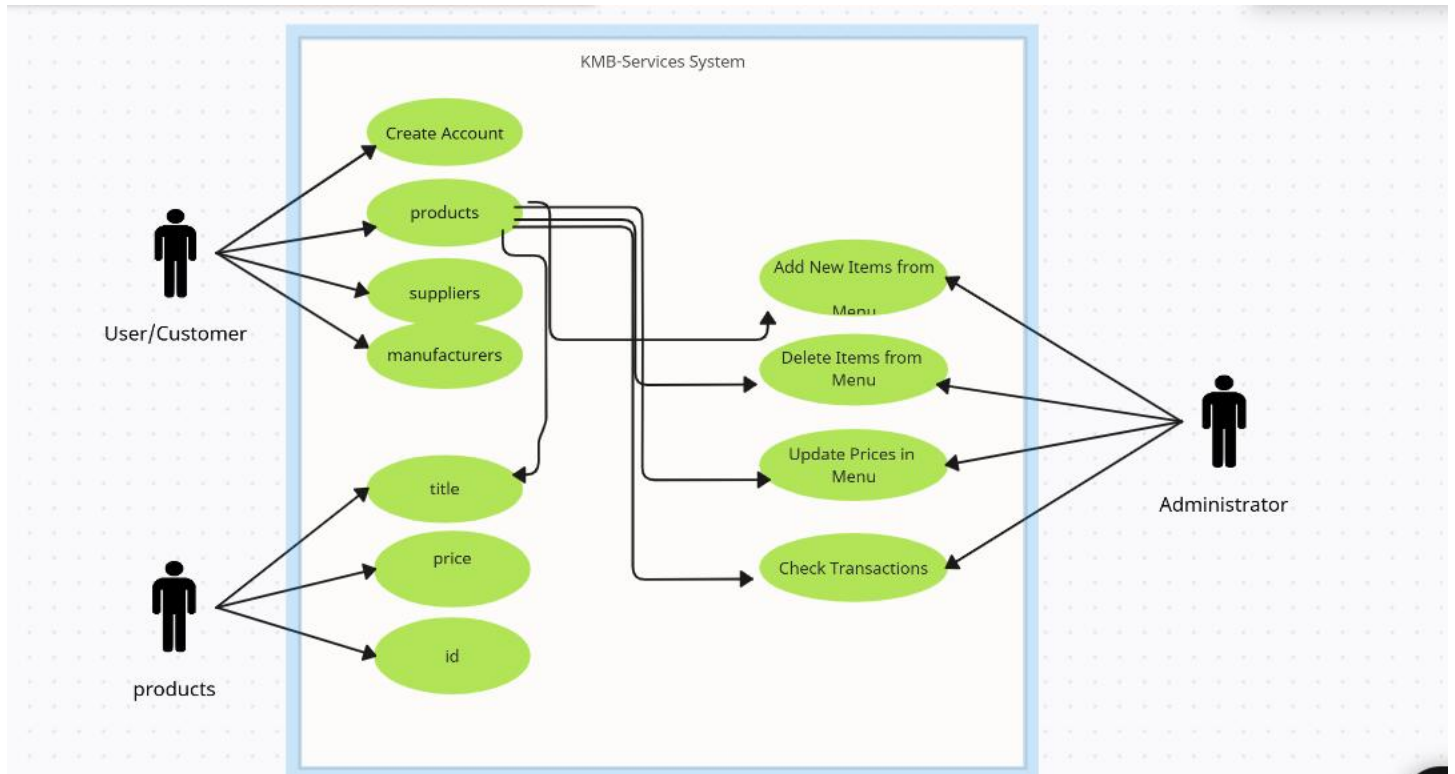 KMB-Services System
Create Account
products
suppliers
manufacturers
User/Customer
title
price
id
products
Add New Items from
Menu
Delete Items from
Menu
Update Prices in
Menu
Check Transactions
Administrator